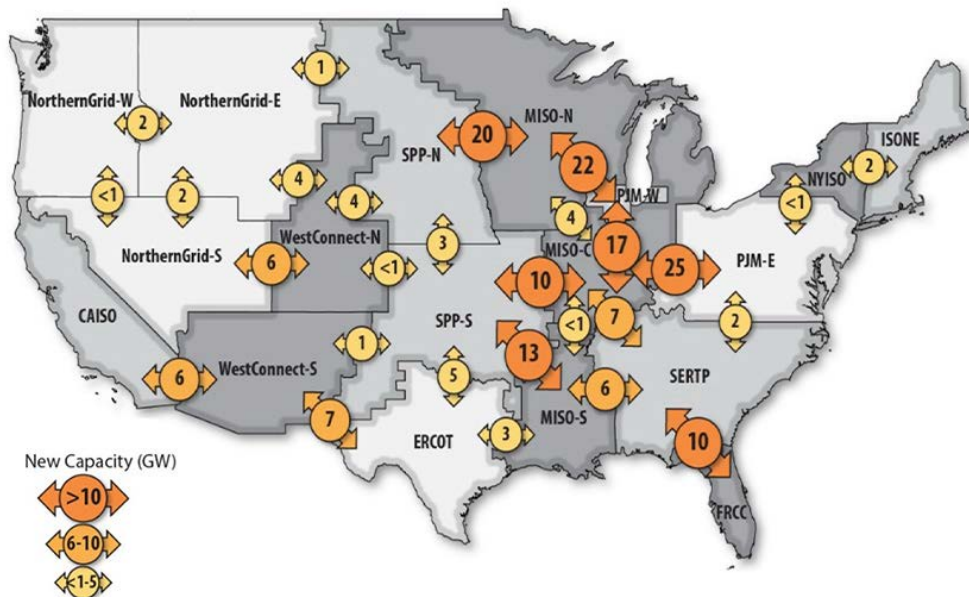 1
NorthernGrid-W
NorthernGrid-E
2
MISO-N
20
SPP-N
ISONE
22
NYISO
2
4
PJM-W
<1
2
4
<1
4
WestConnect-N
3
MISO-C
17
NorthernGrid-S
6
<1
10
25
PJM-E
CAISO
SPP-S
<1
7
2
1
13
WestConnect-S
5
6
SERTP
6
7
MISO-S
ERCOT
3
10
New Capacity (GW)
>10
FRCC
6-10
<1-5